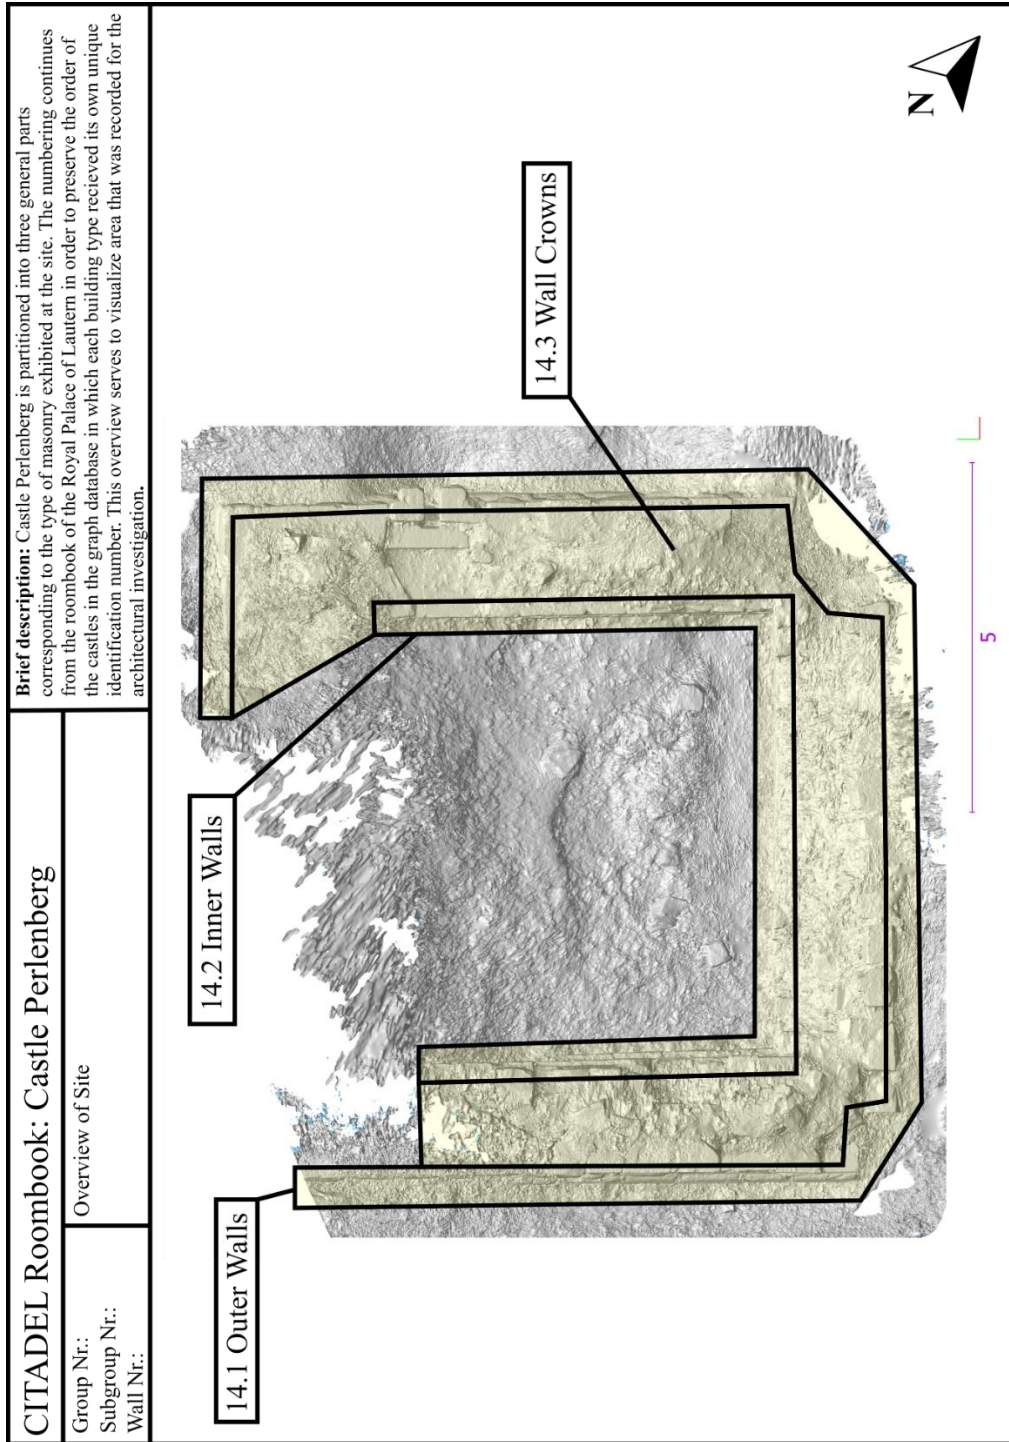 CITADEL Roombook: Castle Perlenberg
Group Nr.:
Subgroup Nr.:
Wall Nr.:
Overview of Site
Brief description: Castle Perlenberg is partitioned into three general parts
corresponding to the type of masonry exhibited at the site. The numbering continues
from the roombook of the Royal Palace of Lautern in order to preserve the order of
the castles in the graph database in which each building type recieved its own unique
identification number. This overview serves to visualize area that was recorded for the
architectural investigation.
14.1 Outer Walls
14.2 Inner Walls
14.3 Wall Crowns
N
5